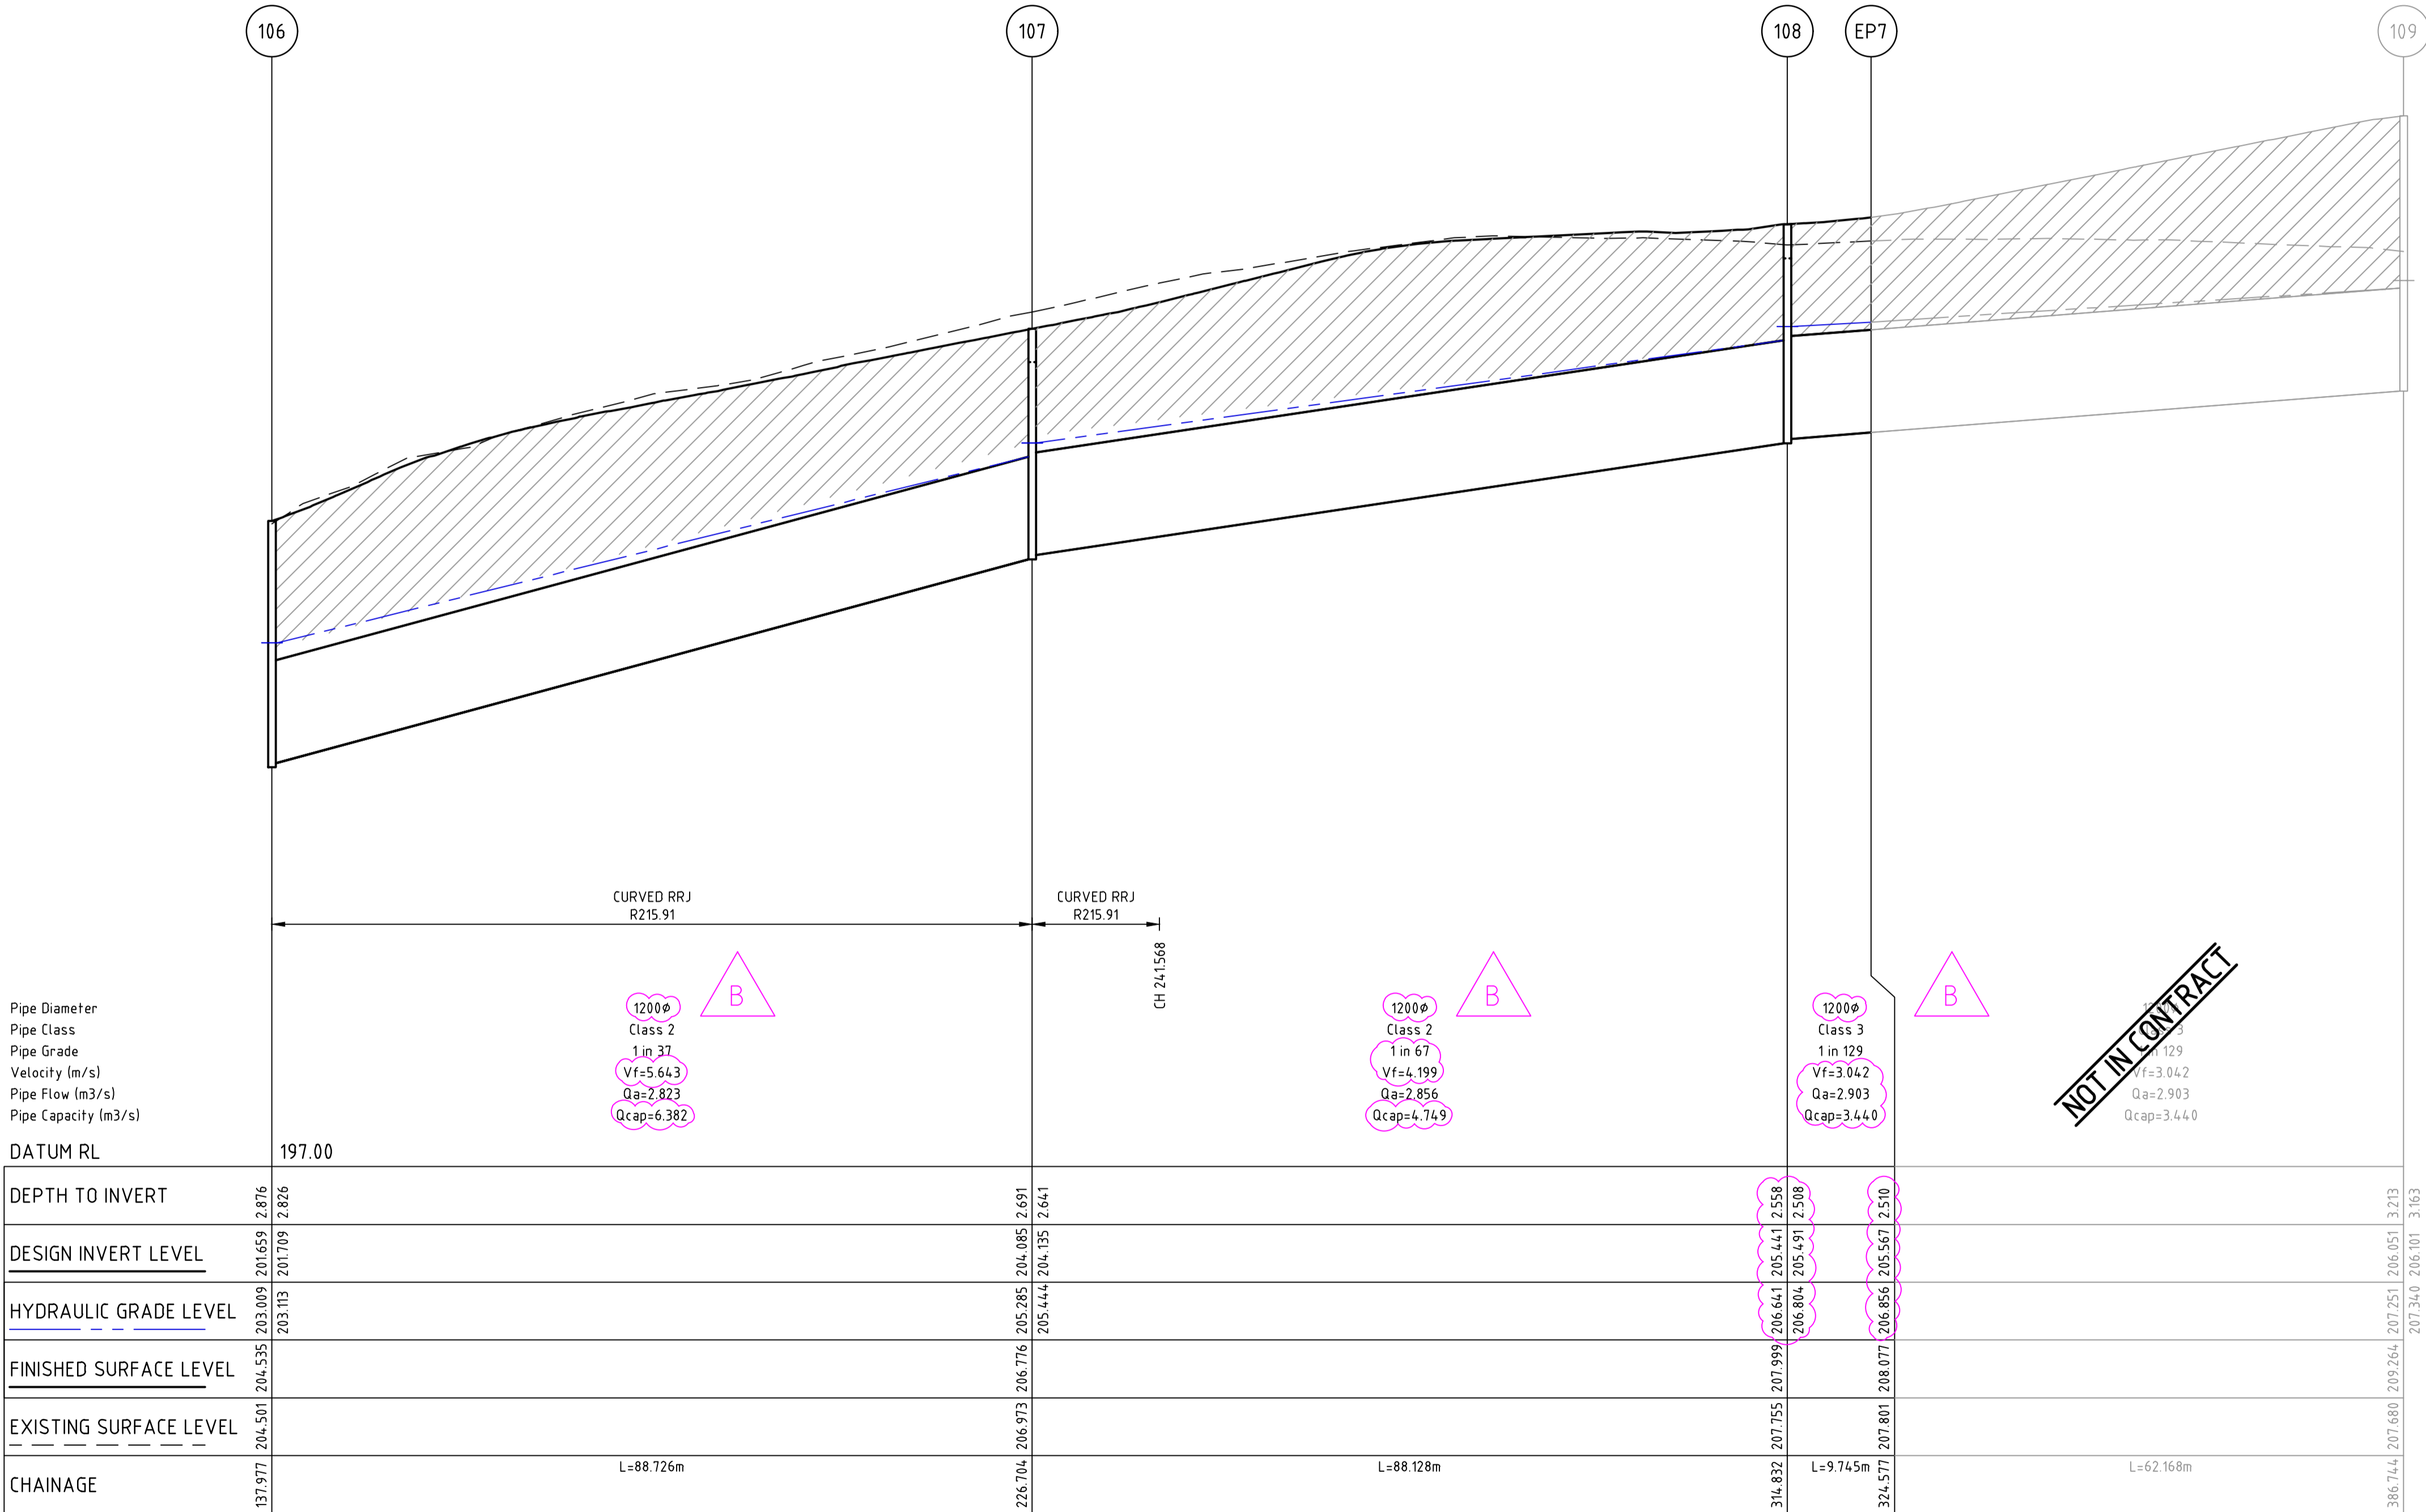 106
107
108
EP7
109
CURVED RRJ
R215.91
CURVED RRJ
R215.91
CH 241.568
B
B
B
Pipe Diameter 1200ø 1200ø 1200ø
Pipe Class Class 2 Class 2 Class 3
Pipe Grade 1 in 37 1 in 67 1 in 129 129
Velocity (m/s) Vf=5.643 Vf=4.199 Vf=3.042 Vf=3.042
Pipe Flow (m3/s) Qa=2.823 Qa=2.856 Qa=2.903 Qa=2.903
Pipe Capacity (m3/s) Qcap=6.382 Qcap=4.749 Qcap=3.440 Qcap=3.440
NOT IN CONTRACT
DATUM RL 197.00
DEPTH TO INVERT 2.876 2.826 2.691 2.641 2.558 2.508 2.510 3.213 3.163
DESIGN INVERT LEVEL 201.659 201.709 204.085 204.135 205.441 205.491 205.567 206.051 206.101
HYDRAULIC GRADE LEVEL 203.009 203.113 205.285 205.444 206.641 206.804 206.856 207.251 207.340
FINISHED SURFACE LEVEL 204.535 206.776 207.999 208.077 209.264
EXISTING SURFACE LEVEL 204.501 206.973 207.755 207.801 207.680
CHAINAGE 137.977 L=88.726m 226.704 L=88.128m 314.832 L=9.745m 324.577 L=62.168m 386.744